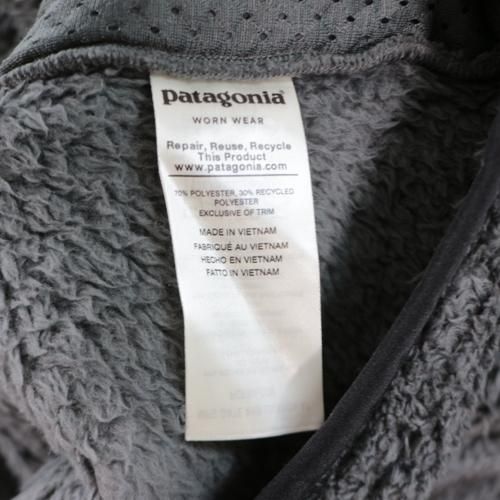 patagonia®
WORN WEAR
Repair, Reuse, Recycle
This Product
www.patagonia.com
70% POLYESTER, 30% RECYCLED
POLYESTER
EXCLUSIVE OF TRIM
MADE IN VIETNAM
FABRIQUÉ AU VIETNAM
HECHO EN VIETNAM
FATTO IN VIETNAM